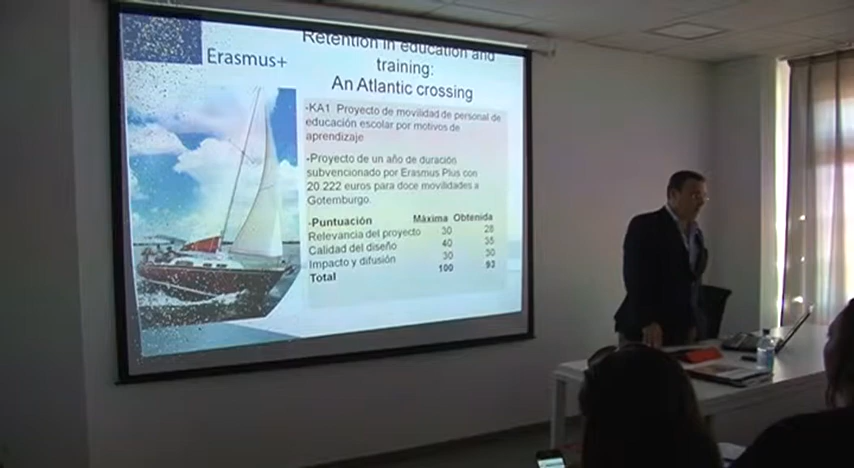 Erasmus+
Retention in education and
training:
An Atlantic crossing
-KA1 Proyecto de movilidad de personal de
educación escolar por motivos de
aprendizaje
-Proyecto de un año de duración
subvencionado por Erasmus Plus con
20.222 euros para doce movilidades a
Gotemburgo.
-Puntuación Máxima Obtenida
Relevancia del proyecto 30 28
Calidad del diseño 40 35
Impacto y difusión 30 30
Total 100 93